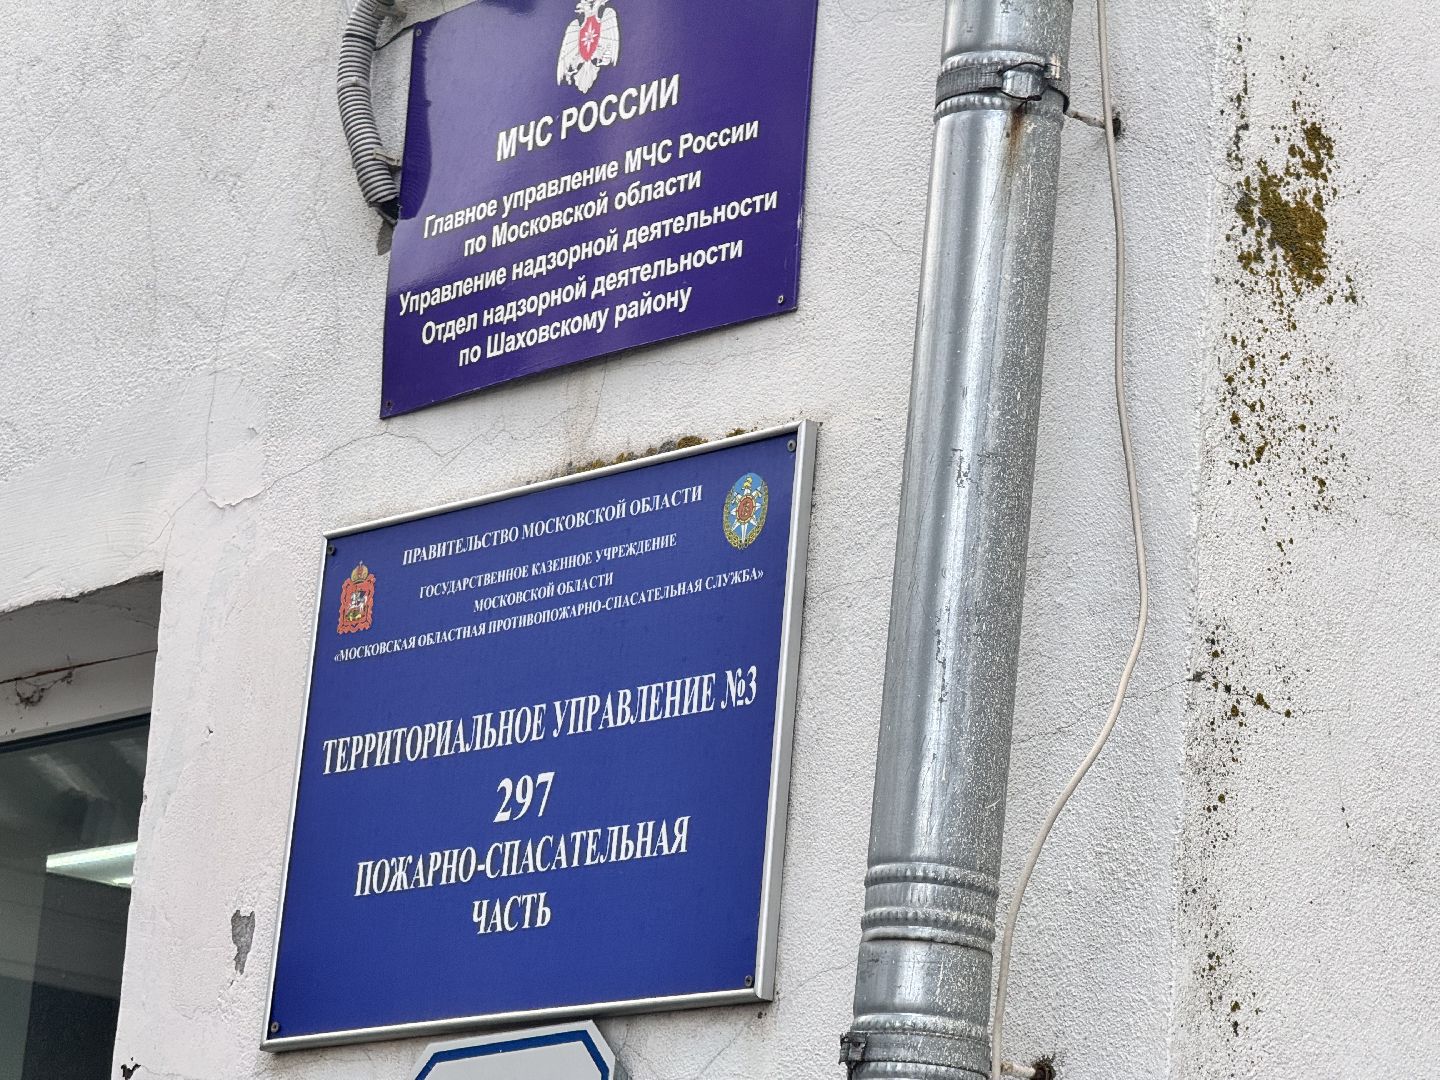 МЧС РОССИИ
Главное управление МЧС России
по Московской области
Управление надзорной деятельности
Отдел надзорной деятельности
по Шаховскому району
ПРАВИТЕЛЬСТВО МОСКОВСКОЙ ОБЛАСТИ
ГОСУДАРСТВЕННОЕ КАЗЕННОЕ УЧРЕЖДЕНИЕ
МОСКОВСКОЙ ОБЛАСТИ
«МОСКОВСКАЯ ОБЛАСТНАЯ ПРОТИВОПОЖАРНО-СПАСАТЕЛЬНАЯ СЛУЖБА»
ТЕРРИТОРИАЛЬНОЕ УПРАВЛЕНИЕ №3
297
ПОЖАРНО-СПАСАТЕЛЬНАЯ
ЧАСТЬ